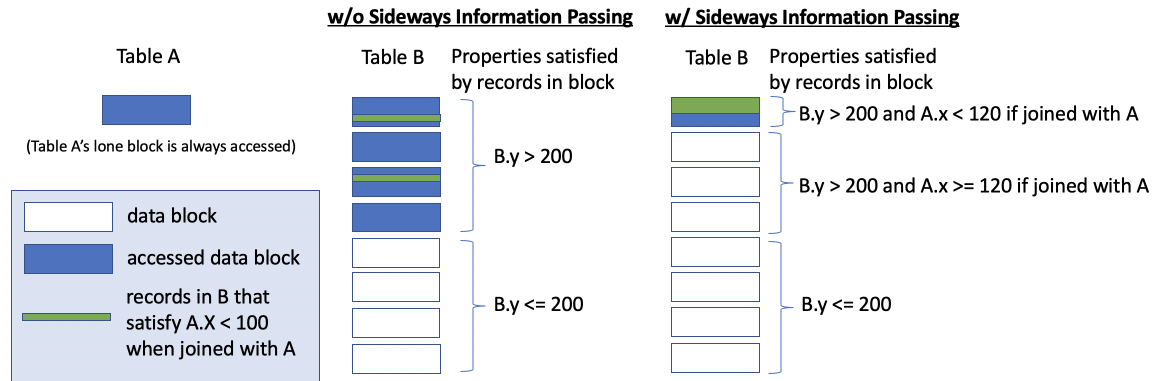 w/o Sideways Information Passing
w/ Sideways Information Passing
Table A
(Table A's lone block is always accessed)
data block
accessed data block
records in B that
satisfy A.X < 100
when joined with A
Table B
Properties satisfied
by records in block
B.y > 200
B.y <= 200
Table B
Properties satisfied
by records in block
B.y > 200 and A.x < 120 if joined with A
B.y > 200 and A.x >= 120 if joined with A
B.y <= 200